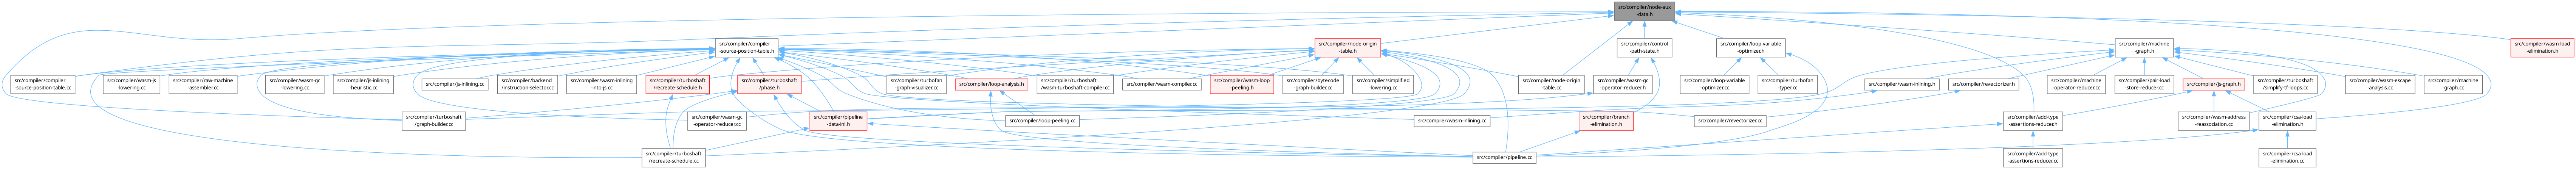 src/compiler/node-aux
-data.h
src/compiler/compiler
-source-position-table.h
src/compiler/node-origin
-table.h
src/compiler/control
-path-state.h
src/compiler/loop-variable
-optimizer.h
src/compiler/machine
-graph.h
src/compiler/wasm-load
-elimination.h
src/compiler/compiler
-source-position-table.cc
src/compiler/wasm-js
-lowering.cc
src/compiler/raw-machine
-assembler.cc
src/compiler/wasm-gc
-lowering.cc
src/compiler/js-inlining
-heuristic.cc
src/compiler/js-inlining.cc
src/compiler/backend
/instruction-selector.cc
src/compiler/wasm-inlining
-into-js.cc
src/compiler/turboshaft
/recreate-schedule.h
src/compiler/turboshaft
/phase.h
src/compiler/turbofan
-graph-visualizer.cc
src/compiler/loop-analysis.h
src/compiler/turboshaft
/wasm-turboshaft-compiler.cc
src/compiler/wasm-compiler.cc
src/compiler/wasm-loop
-peeling.h
src/compiler/bytecode
-graph-builder.cc
src/compiler/simplified
-lowering.cc
src/compiler/node-origin
-table.cc
src/compiler/wasm-gc
-operator-reducer.h
src/compiler/loop-variable
-optimizer.cc
src/compiler/turbofan
-typer.cc
src/compiler/wasm-inlining.h
src/compiler/revectorizer.h
src/compiler/machine
-operator-reducer.cc
src/compiler/pair-load
-store-reducer.cc
src/compiler/js-graph.h
src/compiler/turboshaft
/simplify-tf-loops.cc
src/compiler/wasm-escape
-analysis.cc
src/compiler/machine
-graph.cc
src/compiler/turboshaft
/graph-builder.cc
src/compiler/wasm-gc
-operator-reducer.cc
src/compiler/pipeline
-data-inl.h
src/compiler/loop-peeling.cc
src/compiler/wasm-inlining.cc
src/compiler/branch
-elimination.h
src/compiler/revectorizer.cc
src/compiler/add-type
-assertions-reducer.h
src/compiler/wasm-address
-reassociation.cc
src/compiler/csa-load
-elimination.h
src/compiler/turboshaft
/recreate-schedule.cc
src/compiler/pipeline.cc
src/compiler/add-type
-assertions-reducer.cc
src/compiler/csa-load
-elimination.cc